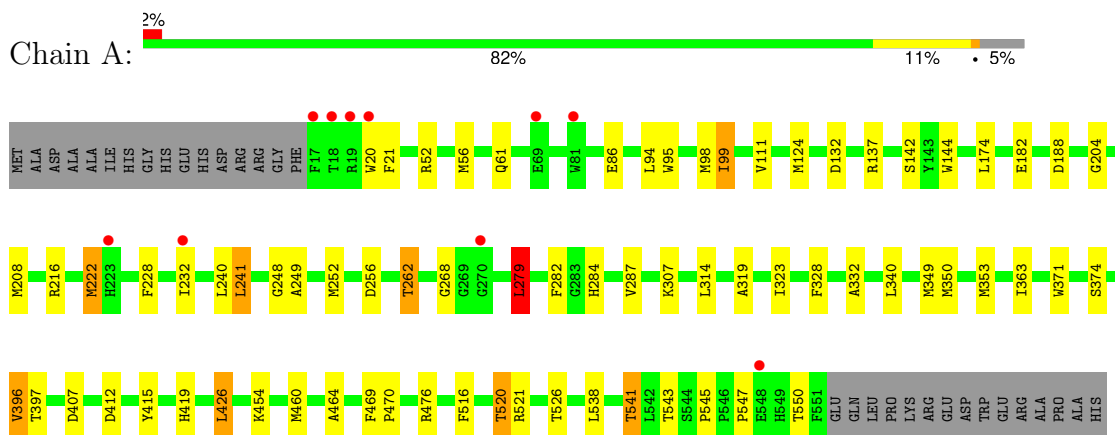 2%
Chain A:
82% 11% • 5%
MET ALA ASP ALA ALA ILE HIS GLY HIS GLU HIS ASP ARG ARG GLY PHE F17 T18 R19 W20 F21 R52 M56 Q61 E69 W81 E86 L94 W95 M98 I99 V111 M124 D132 R137 S142 Y143 W144 L174 E182 D188 G204
M208 R216 M222 H223 F228 I232 L240 L241 G248 A249 M252 D256 T262 G268 G269 G270 L279 F282 G283 H284 V287 K307 L314 A319 I323 F328 A332 L340 M349 M350 M353 I363 W371 S374
V396 T397 D407 D412 Y415 H419 L426 K454 M460 A464 F469 P470 R476 F516 T520 R521 T526 L538 T541 L542 T543 S544 P545 P546 P547 E548 H549 T550 F551 GLU GLN LEU PRO LYS ARG GLU ASP TRP GLU ARG ALA PRO ALA HIS